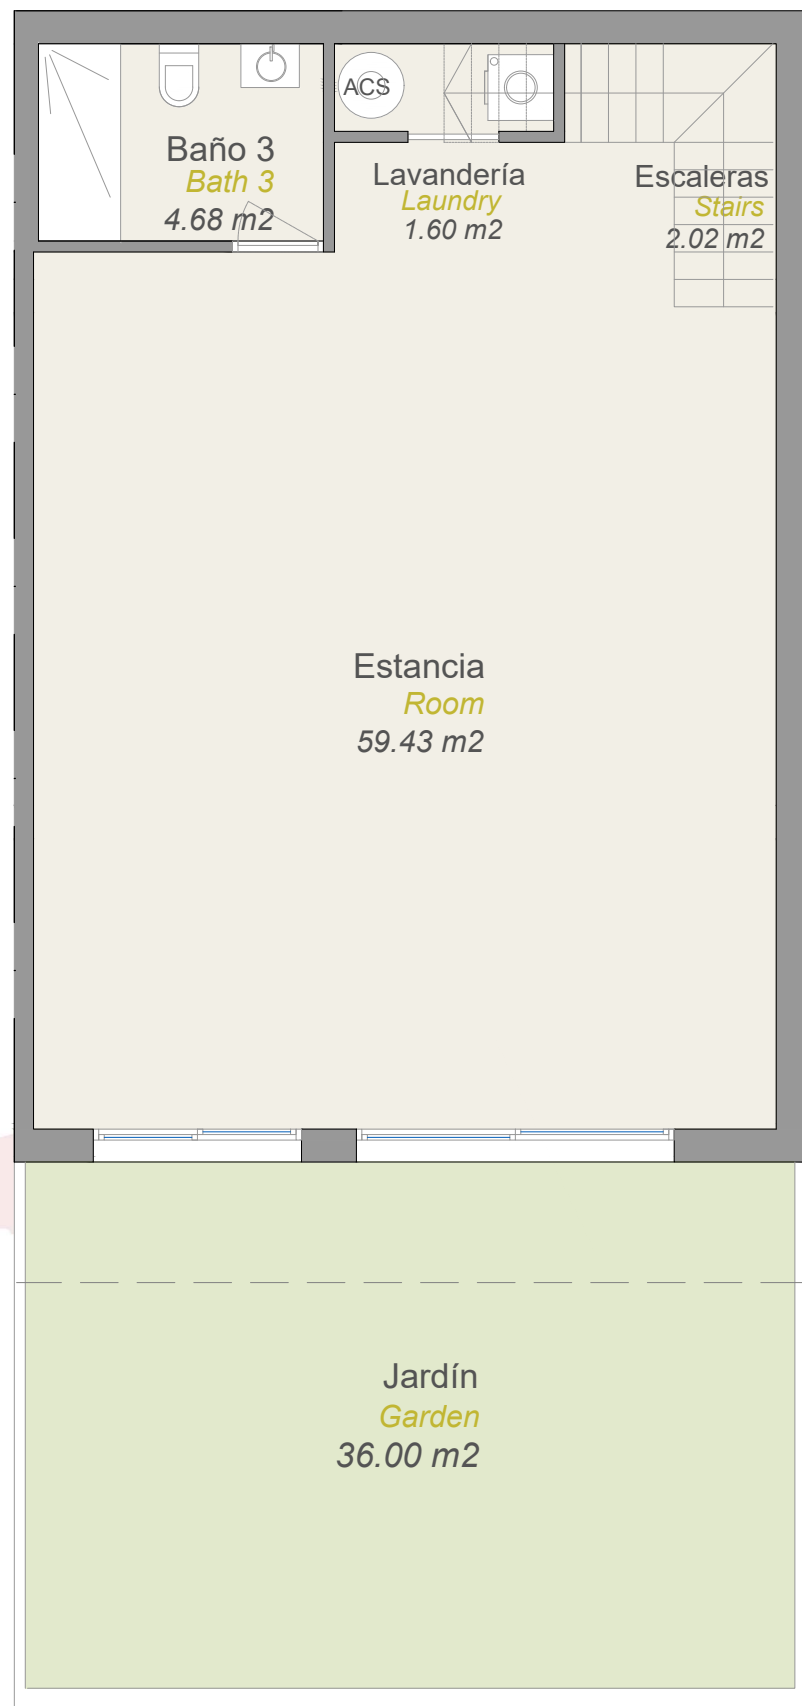 ACS
Baño 3
Bath 3
4.68 m2
Lavandería
Laundry
1.60 m2
Escaleras
Stairs
2.02 m2
Estancia
Room
59.43 m2
Jardín
Garden
36.00 m2